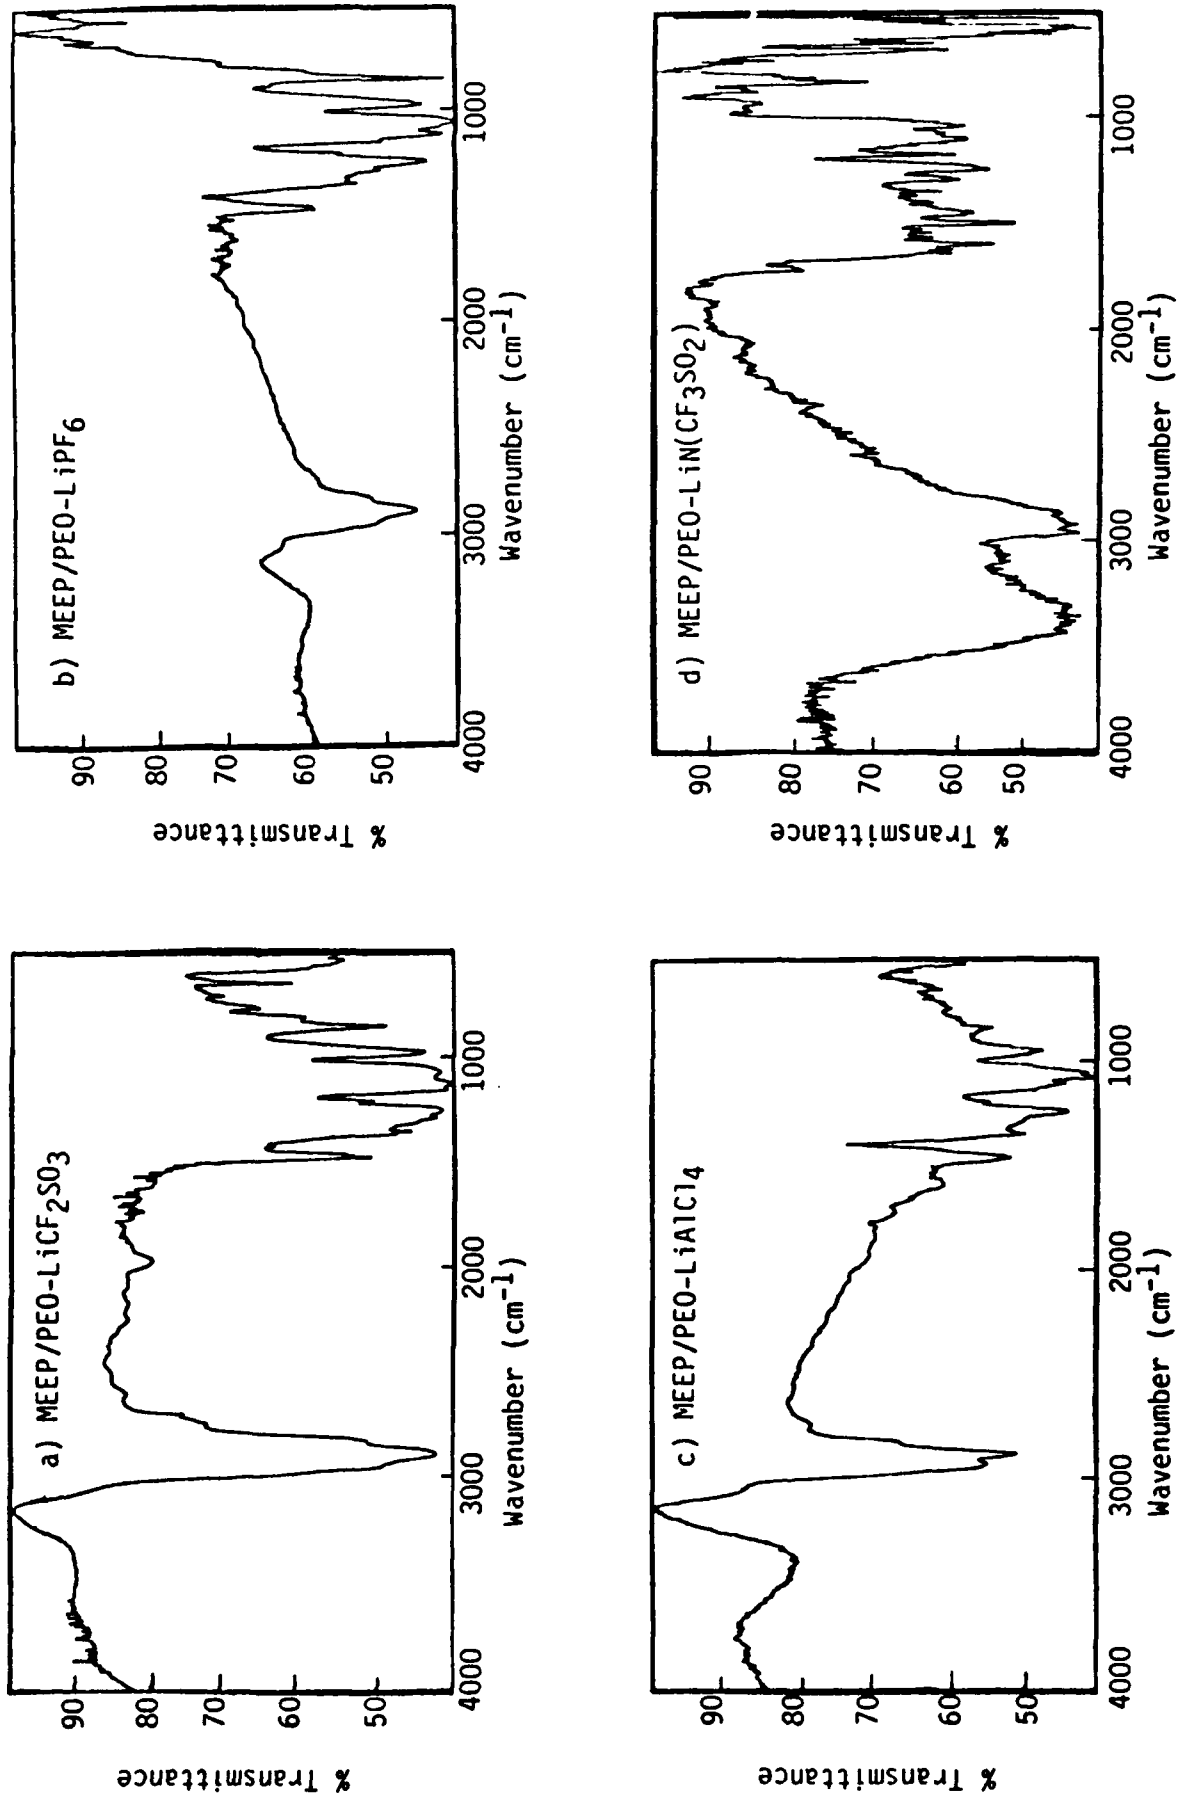 a) MEEP/PEO-LiCF2SO3
% Transmittance
90
80
60
50
4000
3000
2000
1000
Wavenumber (cm-1)
b) MEEP/PEO-LiPF6
% Transmittance
90
80
70
60
50
4000
3000
2000
1000
Wavenumber (cm-1)
c) MEEP/PEO-LiAlCl4
% Transmittance
90
80
70
60
50
4000
3000
2000
1000
Wavenumber (cm-1)
d) MEEP/PEO-LiN(CF3SO2)
% Transmittance
90
80
70
60
50
4000
3000
2000
1000
Wavenumber (cm-1)